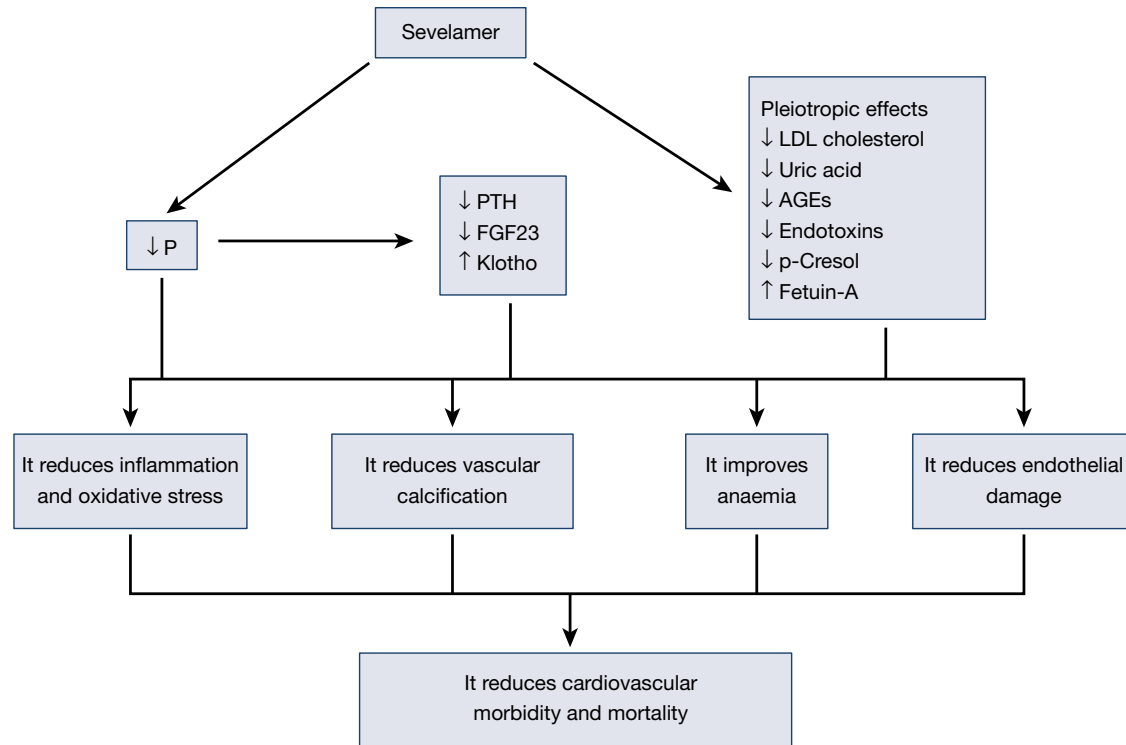 Sevelamer
Pleiotropic effects
↓ LDL cholesterol
↓ Uric acid
↓ AGEs
↓ Endotoxins
↓ p-Cresol
↑ Fetuin-A
↓ PTH
↓ FGF23
↑ Klotho
↓ P
It reduces inflammation
and oxidative stress
It reduces vascular
calcification
It improves
anaemia
It reduces endothelial
damage
It reduces cardiovascular
morbidity and mortality